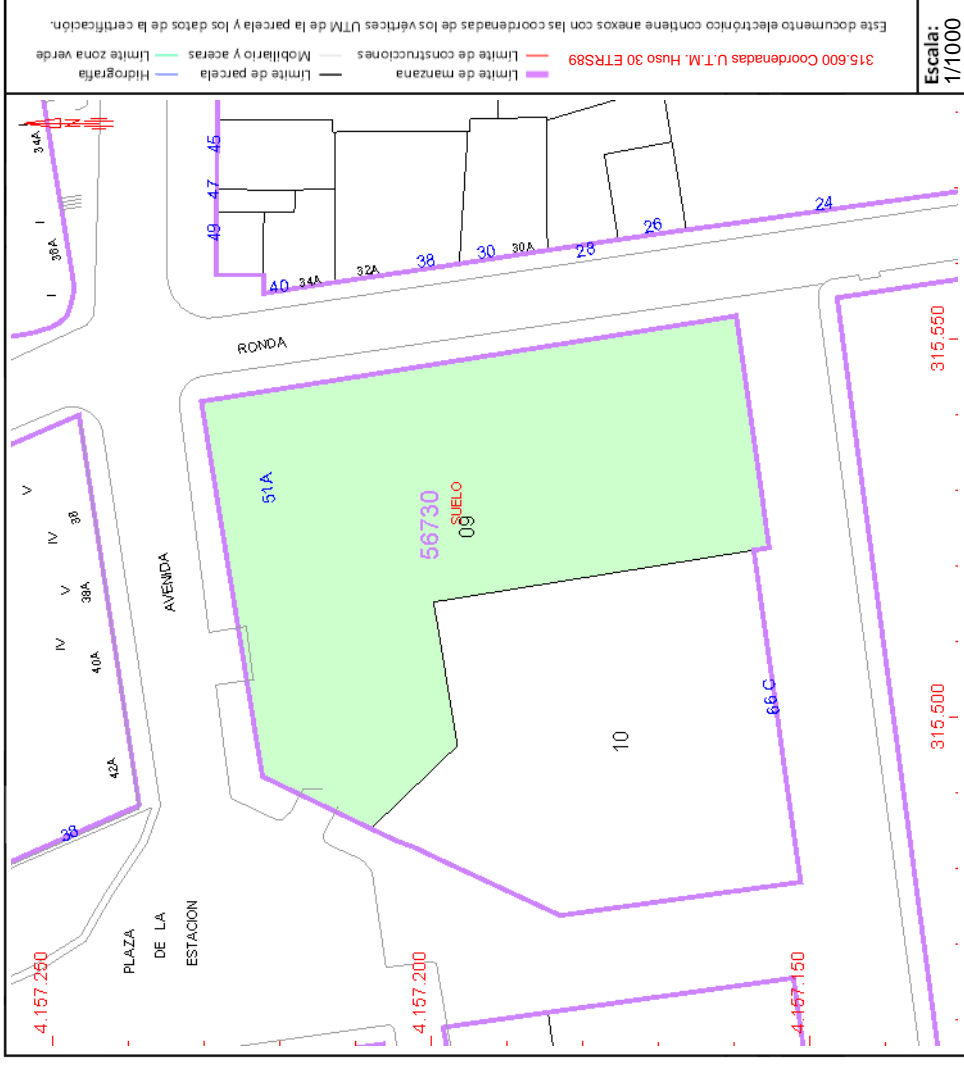 Este documento electrónico contiene anexos con las coordenadas de los vértices UTM de la parcela y los datos de la certificación.
315.600 Coordenadas U.T.M. Huso 30 ETRS89
Límite de manzana
Límite de parcela
Hidrografía
Límite de construcciones
Mobiliario y aceras
Límite zona verde
Escala:
1/1000
34A
I
36A
I
45
47
49
40
34A
32A
38
30
30A
28
26
24
RONDA
V
IV
38
V
38A
IV
40A
42A
38
AVENIDA
51A
56730
SUELO
09
10
66 C
PLAZA
DE LA
ESTACION
4.157.250
4.157.200
4.157.150
315.550
315.500